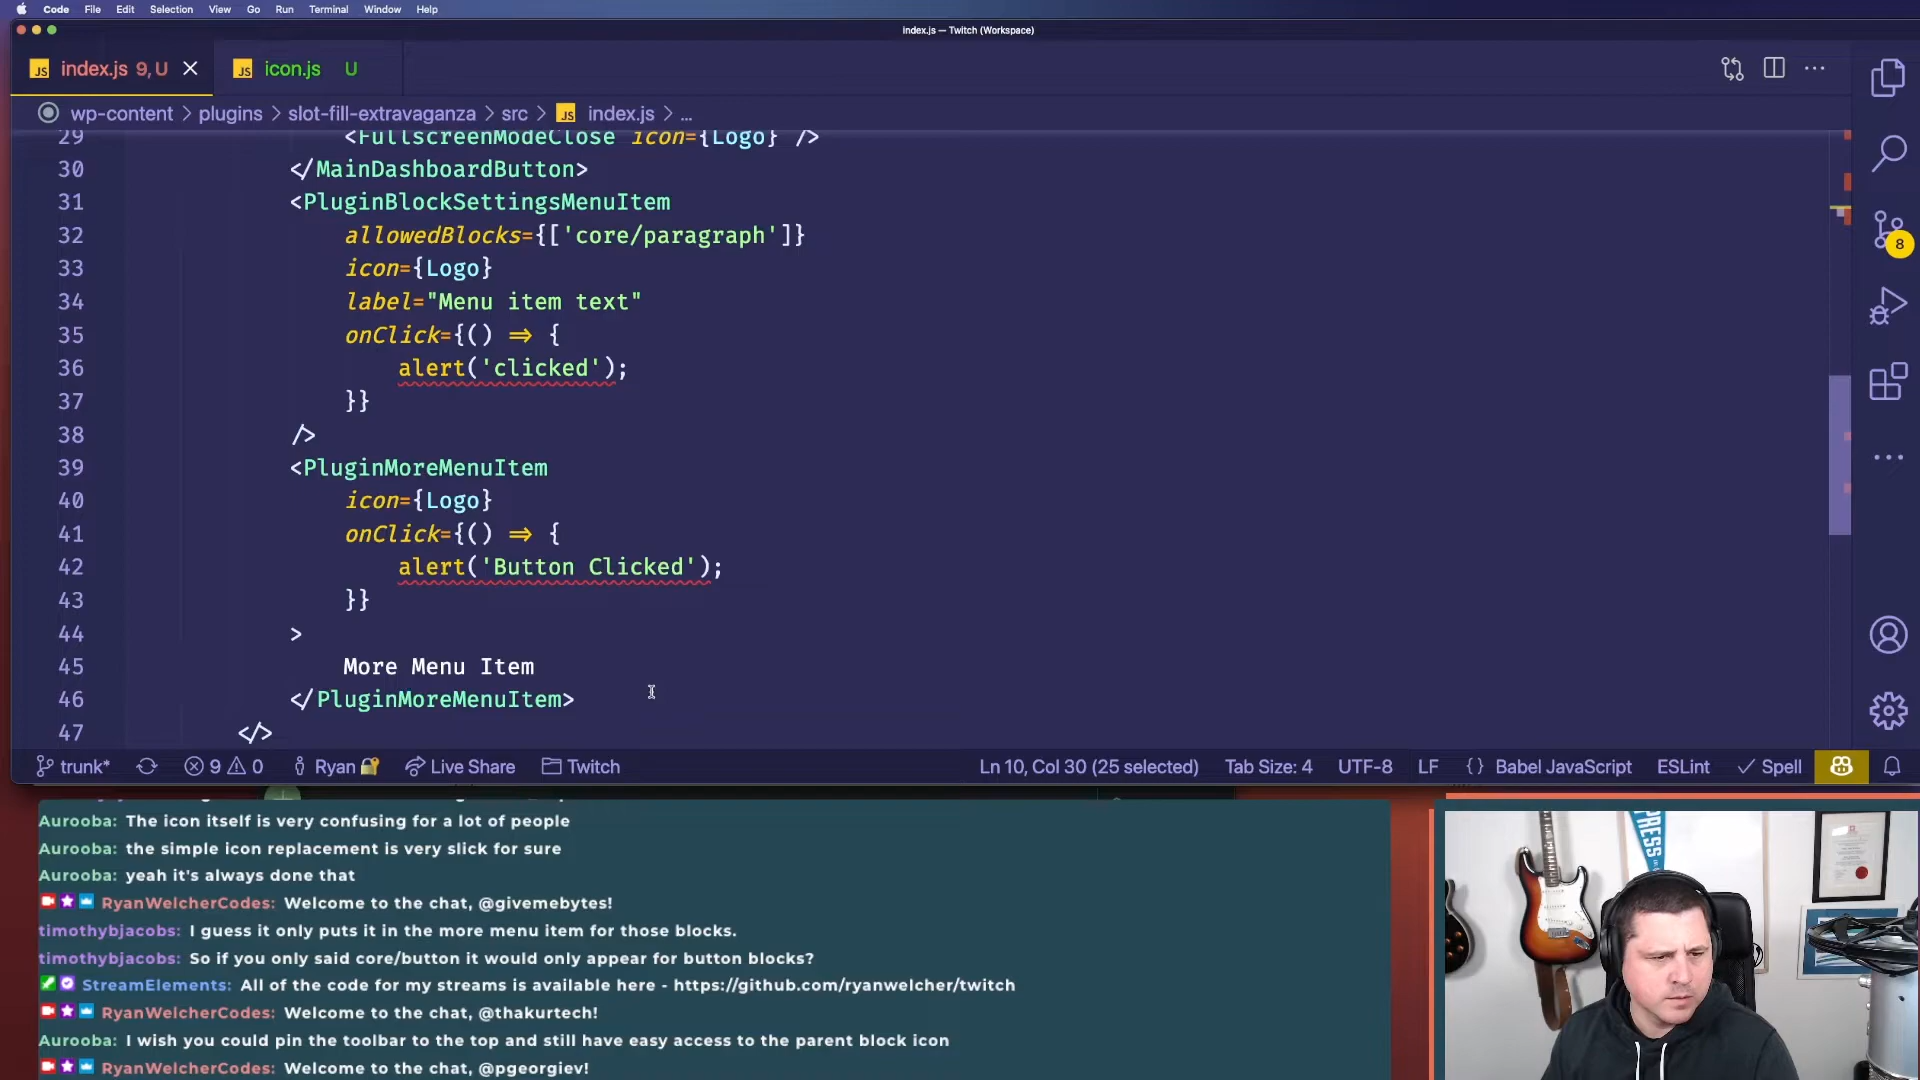 Code File Edit Selection View Go Run Terminal Window Help
index.js — Twitch (Workspace)
JS index.js 9, U
JS icon.js U
wp-content > plugins > slot-fill-extravaganza > src > JS index.js > ...
29 <FullscreenModeClose icon={Logo} />
30 </MainDashboardButton>
31 <PluginBlockSettingsMenuItem
32 allowedBlocks={['core/paragraph']}
33 icon={Logo}
34 label="Menu item text"
35 onClick={() => {
36 alert('clicked');
37 }}
38 />
39 <PluginMoreMenuItem
40 icon={Logo}
41 onClick={() => {
42 alert('Button Clicked');
43 }}
44 >
45 More Menu Item
46 </PluginMoreMenuItem>
47 </>
8
trunk* 9 0 Ryan Live Share Twitch Ln 10, Col 30 (25 selected) Tab Size: 4 UTF-8 LF {} Babel JavaScript ESLint Spell
Aurooba: The icon itself is very confusing for a lot of people
Aurooba: the simple icon replacement is very slick for sure
Aurooba: yeah it's always done that
RyanWelcherCodes: Welcome to the chat, @givemebytes!
timothybjacobs: I guess it only puts it in the more menu item for those blocks.
timothybjacobs: So if you only said core/button it would only appear for button blocks?
StreamElements: All of the code for my streams is available here - https://github.com/ryanwelcher/twitch
RyanWelcherCodes: Welcome to the chat, @thakurtech!
Aurooba: I wish you could pin the toolbar to the top and still have easy access to the parent block icon
RyanWelcherCodes: Welcome to the chat, @pgeorgiev!
PRESS